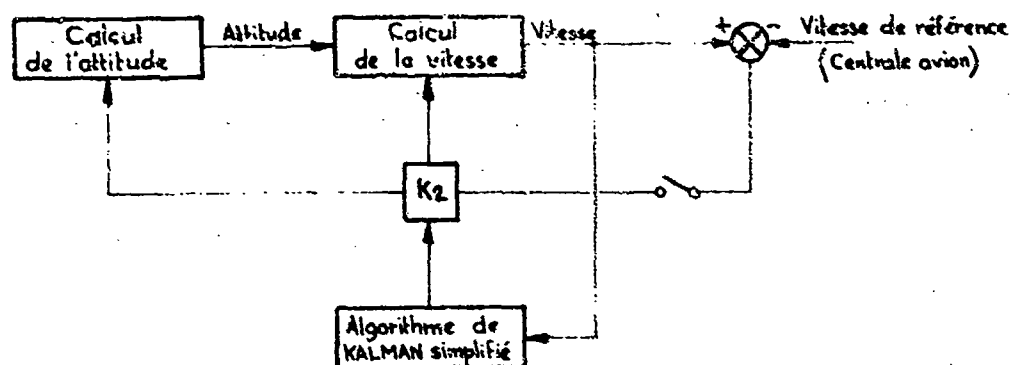 Calcul
de l'attitude
Attitude
Calcul
de la vitesse
Vitesse
+
-
Vitesse de référence
(Centrale avion)
K2
Algorithme de
KALMAN simplifié